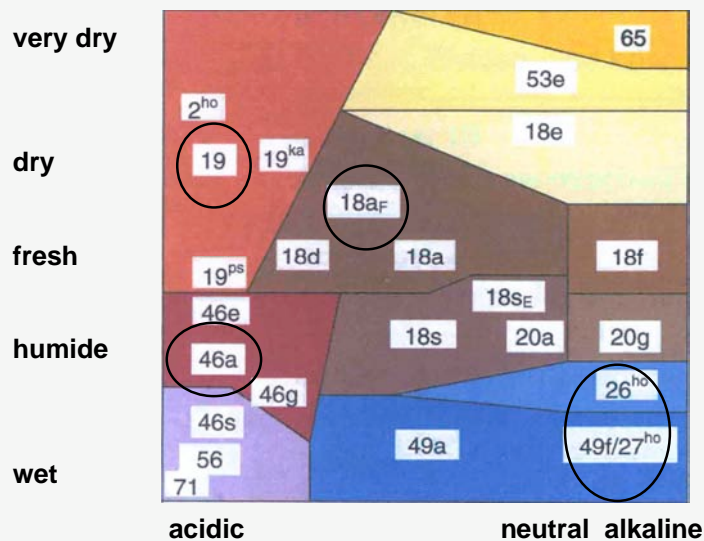 very dry
65
53e
2ho
18e
dry
19
19ka
18aF
fresh
18d
18a
18f
19ps
46e
18sE
humide
18s
20a
20g
46a
46g
26ho
46s
49a
49f/27ho
56
wet
71
acidic
neutral alkaline